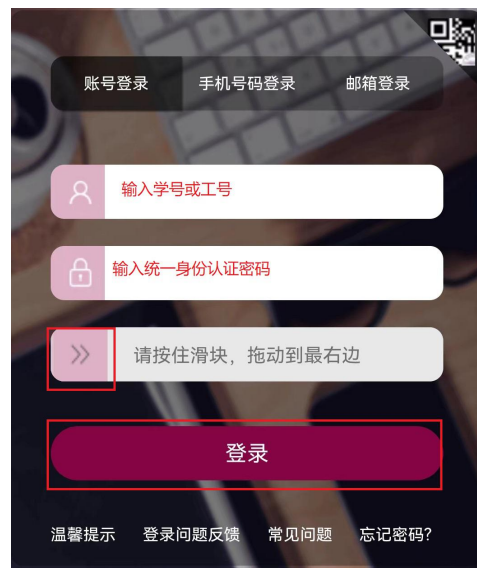 账号登录 手机号码登录 邮箱登录
输入学号或工号
输入统一身份认证密码
请按住滑块，拖动到最右边
登录
温馨提示 登录问题反馈 常见问题 忘记密码?